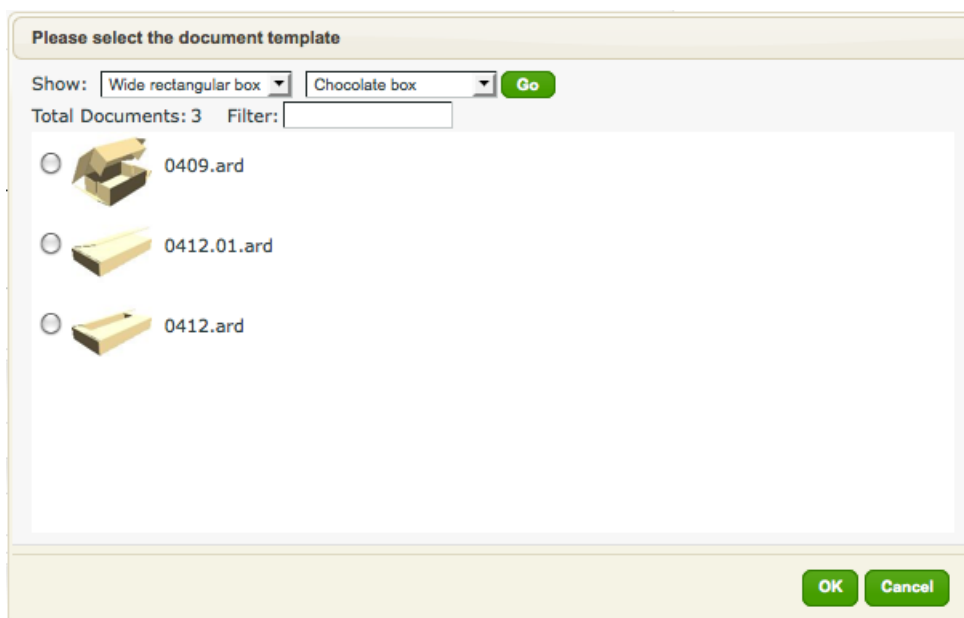 Please select the document template
Show: Wide rectangular box Chocolate box Go
Total Documents: 3 Filter:
0409.ard
0412.01.ard
0412.ard
OK Cancel